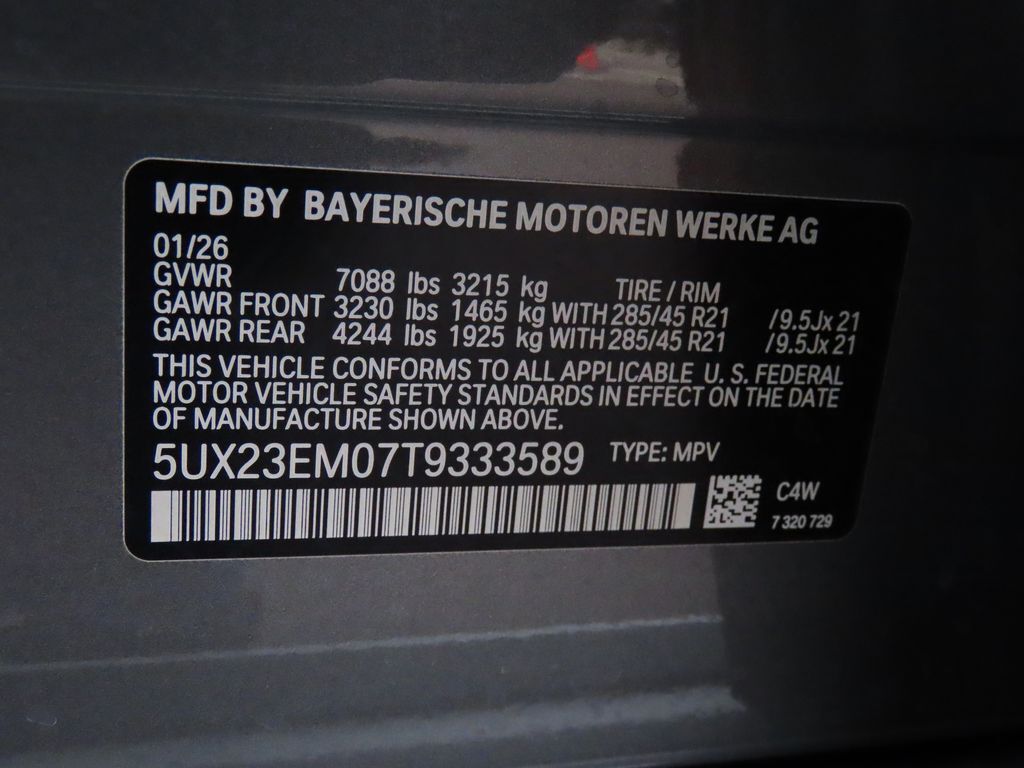 MFD BY BAYERISCHE MOTOREN WERKE AG
01/26
GVWR 7088 lbs 3215 kg TIRE / RIM
GAWR FRONT 3230 lbs 1465 kg WITH 285/45 R21 /9.5Jx 21
GAWR REAR 4244 lbs 1925 kg WITH 285/45 R21 /9.5Jx 21
THIS VEHICLE CONFORMS TO ALL APPLICABLE U. S. FEDERAL
MOTOR VEHICLE SAFETY STANDARDS IN EFFECT ON THE DATE
OF MANUFACTURE SHOWN ABOVE.
5UX23EM07T9333589 TYPE: MPV
C4W
7 320 729